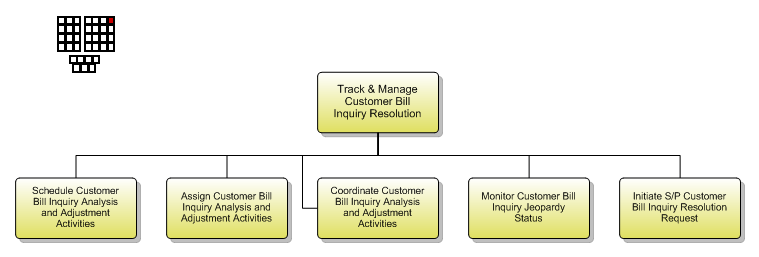 Track & Manage
Customer Bill
Inquiry Resolution
Schedule Customer
Bill Inquiry Analysis
and Adjustment
Activities
Assign Customer Bill
Inquiry Analysis and
Adjustment Activities
Coordinate Customer
Bill Inquiry Analysis
and Adjustment
Activities
Monitor Customer Bill
Inquiry Jeopardy
Status
Initiate S/P Customer
Bill Inquiry Resolution
Request